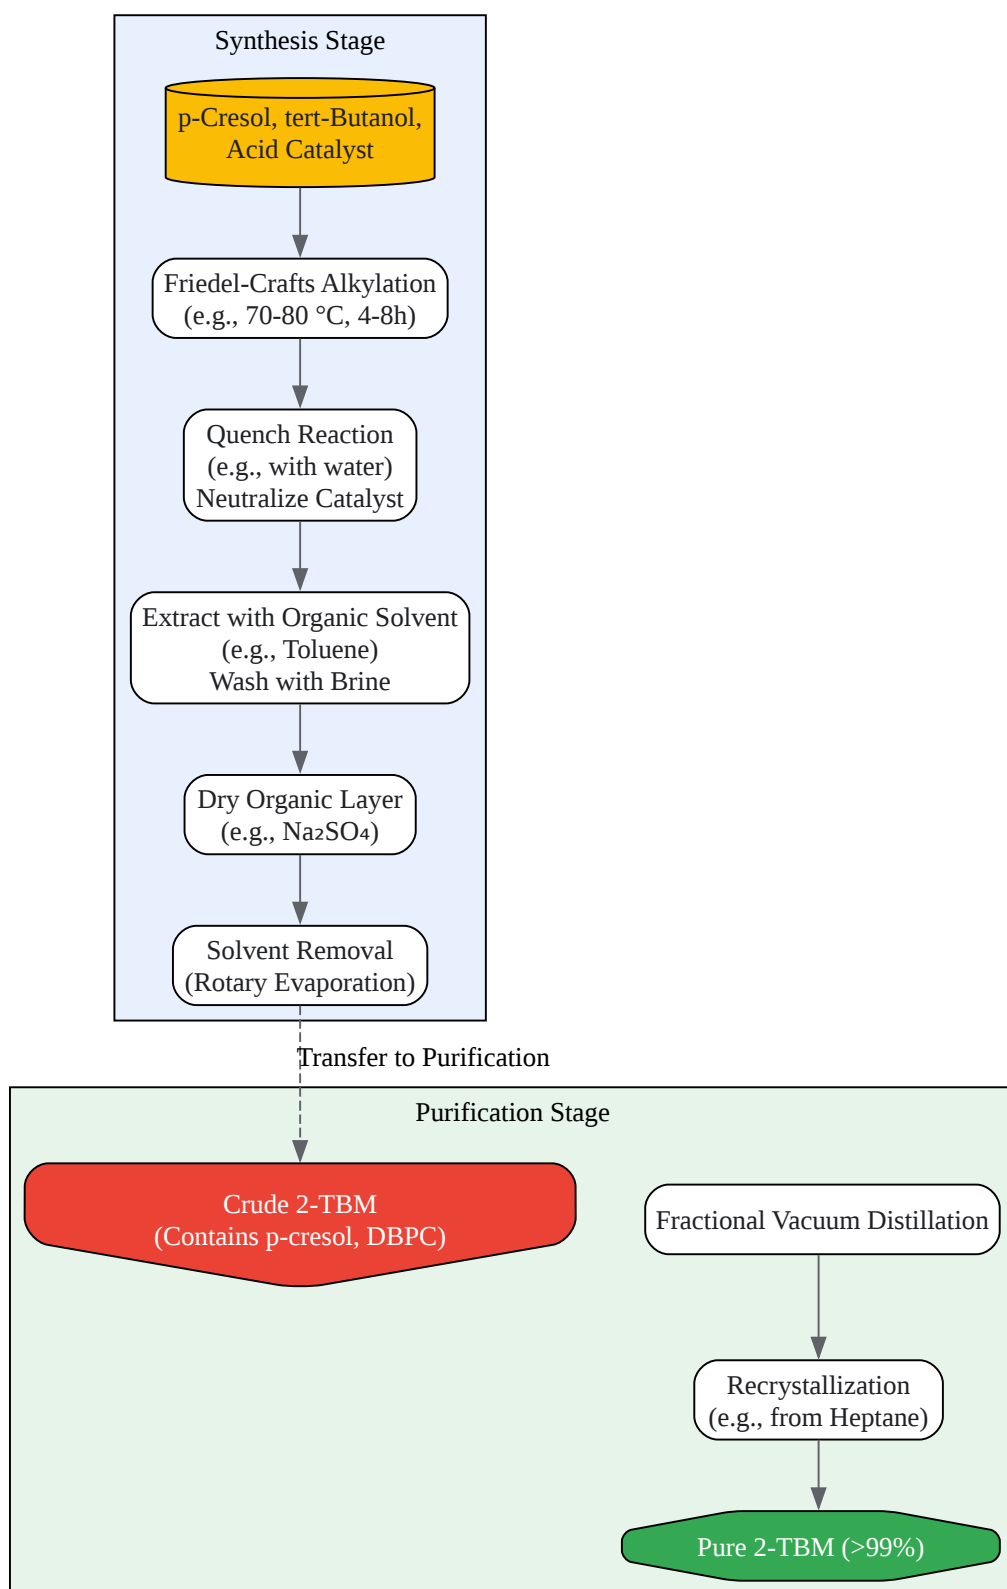 Synthesis Stage
p-Cresol, tert-Butanol,
Acid Catalyst
Friedel-Crafts Alkylation
(e.g., 70-80 °C, 4-8h)
Quench Reaction
(e.g., with water)
Neutralize Catalyst
Extract with Organic Solvent
(e.g., Toluene)
Wash with Brine
Dry Organic Layer
(e.g., Na₂SO₄)
Solvent Removal
(Rotary Evaporation)
Transfer to Purification
Purification Stage
Crude 2-TBM
(Contains p-cresol, DBPC)
Fractional Vacuum Distillation
Recrystallization
(e.g., from Heptane)
Pure 2-TBM (>99%)